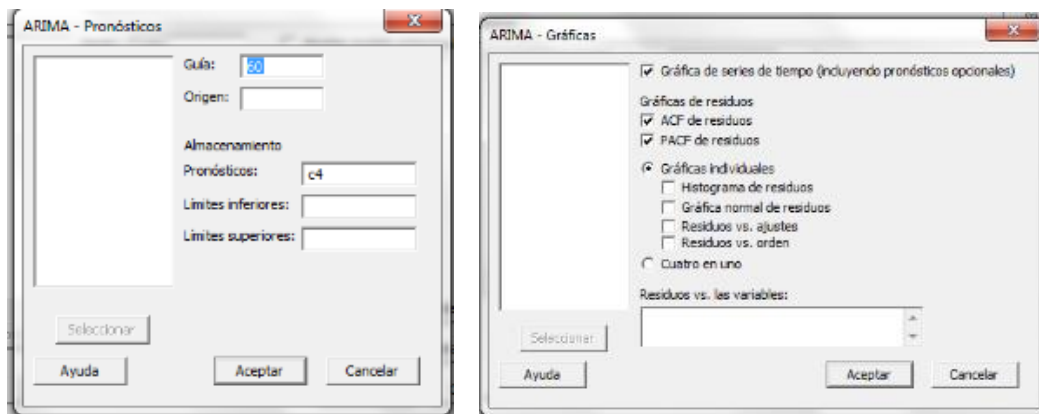 ARIMA - Pronósticos
Guía: 60
Origen:
Almacenamiento
Pronósticos: c4
Límites inferiores:
Límites superiores:
Seleccionar
Ayuda
Aceptar
Cancelar
ARIMA - Gráficas
Gráfica de series de tiempo (incluyendo pronósticos opcionales)
Gráficas de residuos
ACF de residuos
PACF de residuos
Gráficas individuales
Histograma de residuos
Gráfica normal de residuos
Residuos vs. ajustes
Residuos vs. orden
Cuatro en uno
Residuos vs. las variables:
Seleccionar
Ayuda
Aceptar
Cancelar